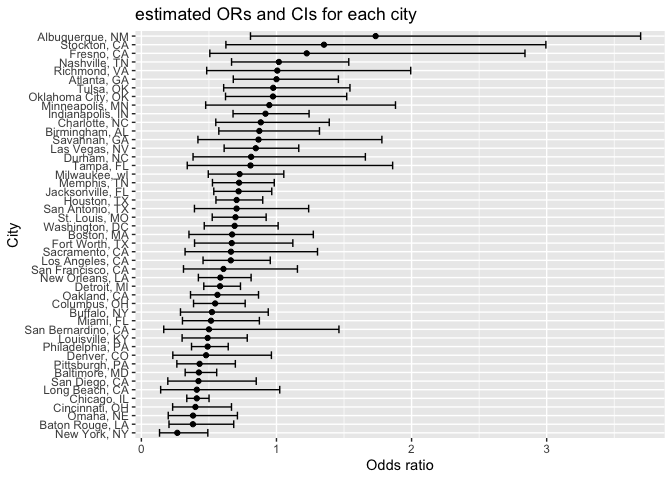 estimated ORs and CIs for each city
Albuquerque, NM
Stockton, CA
Fresno, CA
Nashville, TN
Richmond, VA
Atlanta, GA
Tulsa, OK
Oklahoma City, OK
Minneapolis, MN
Indianapolis, IN
Charlotte, NC
Birmingham, AL
Savannah, GA
Las Vegas, NV
Durham, NC
Tampa, FL
Milwaukee, wI
Memphis, TN
Jacksonville, FL
Houston, TX
San Antonio, TX
St. Louis, MO
Washington, DC
Boston, MA
Fort Worth, TX
Sacramento, CA
Los Angeles, CA
San Francisco, CA
New Orleans, LA
Detroit, MI
Oakland, CA
Columbus, OH
Buffalo, NY
Miami, FL
San Bernardino, CA
Louisville, KY
Philadelphia, PA
Denver, CO
Pittsburgh, PA
Baltimore, MD
San Diego, CA
Long Beach, CA
Chicago, IL
Cincinnati, OH
Omaha, NE
Baton Rouge, LA
New York, NY
City
0 1 2 3
Odds ratio